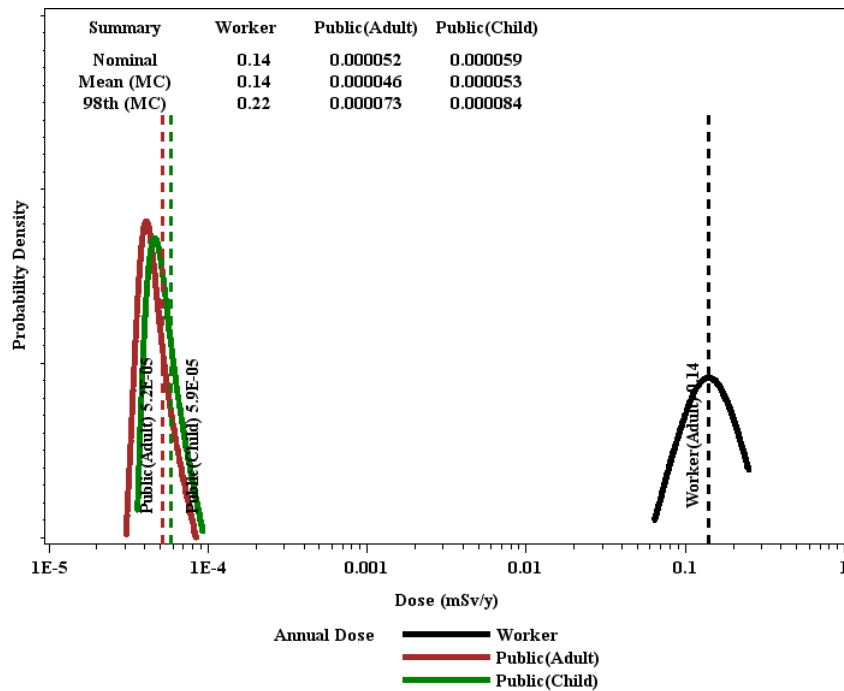 Summary Worker Public(Adult) Public(Child)
Nominal 0.14 0.000052 0.000059
Mean (MC) 0.14 0.000046 0.000053
98th (MC) 0.22 0.000073 0.000084
Probability Density
Public(Adult) 5.2E-05
Public(Child) 5.9E-05
Worker(Adult) 0.14
1E-5 1E-4 0.001 0.01 0.1 1
Dose (mSv/y)
Annual Dose Worker
Public(Adult)
Public(Child)